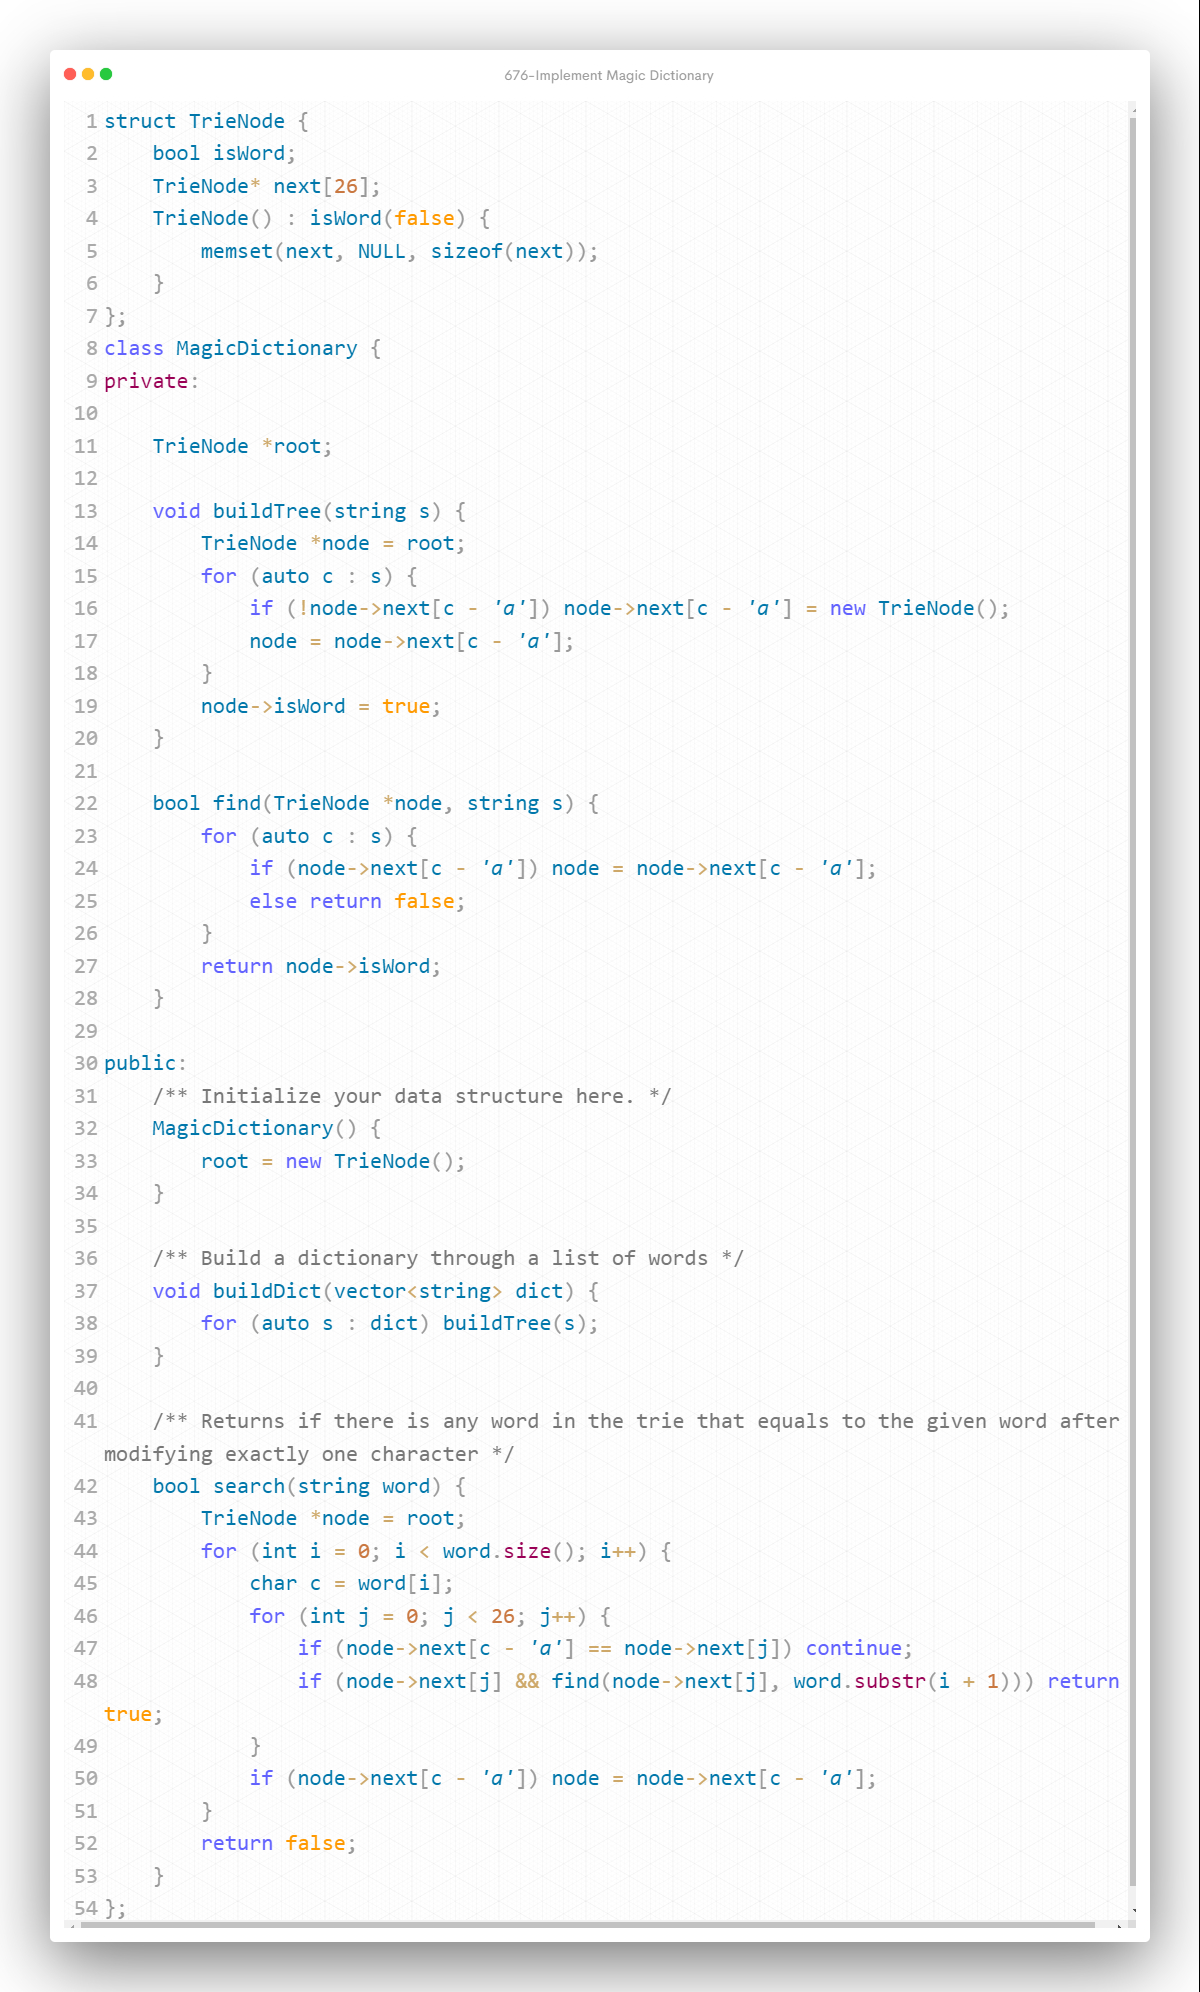 676-Implement Magic Dictionary
1 struct TrieNode {
2     bool isWord;
3     TrieNode* next[26];
4     TrieNode() : isWord(false) {
5         memset(next, NULL, sizeof(next));
6     }
7 };
8 class MagicDictionary {
9 private:
10
11     TrieNode *root;
12
13     void buildTree(string s) {
14         TrieNode *node = root;
15         for (auto c : s) {
16             if (!node->next[c - 'a']) node->next[c - 'a'] = new TrieNode();
17             node = node->next[c - 'a'];
18         }
19         node->isWord = true;
20     }
21
22     bool find(TrieNode *node, string s) {
23         for (auto c : s) {
24             if (node->next[c - 'a']) node = node->next[c - 'a'];
25             else return false;
26         }
27         return node->isWord;
28     }
29
30 public:
31     /** Initialize your data structure here. */
32     MagicDictionary() {
33         root = new TrieNode();
34     }
35
36     /** Build a dictionary through a list of words */
37     void buildDict(vector<string> dict) {
38         for (auto s : dict) buildTree(s);
39     }
40
41     /** Returns if there is any word in the trie that equals to the given word after
modifying exactly one character */
42     bool search(string word) {
43         TrieNode *node = root;
44         for (int i = 0; i < word.size(); i++) {
45             char c = word[i];
46             for (int j = 0; j < 26; j++) {
47                 if (node->next[c - 'a'] == node->next[j]) continue;
48                 if (node->next[j] && find(node->next[j], word.substr(i + 1))) return
true;
49             }
50             if (node->next[c - 'a']) node = node->next[c - 'a'];
51         }
52         return false;
53     }
54 };